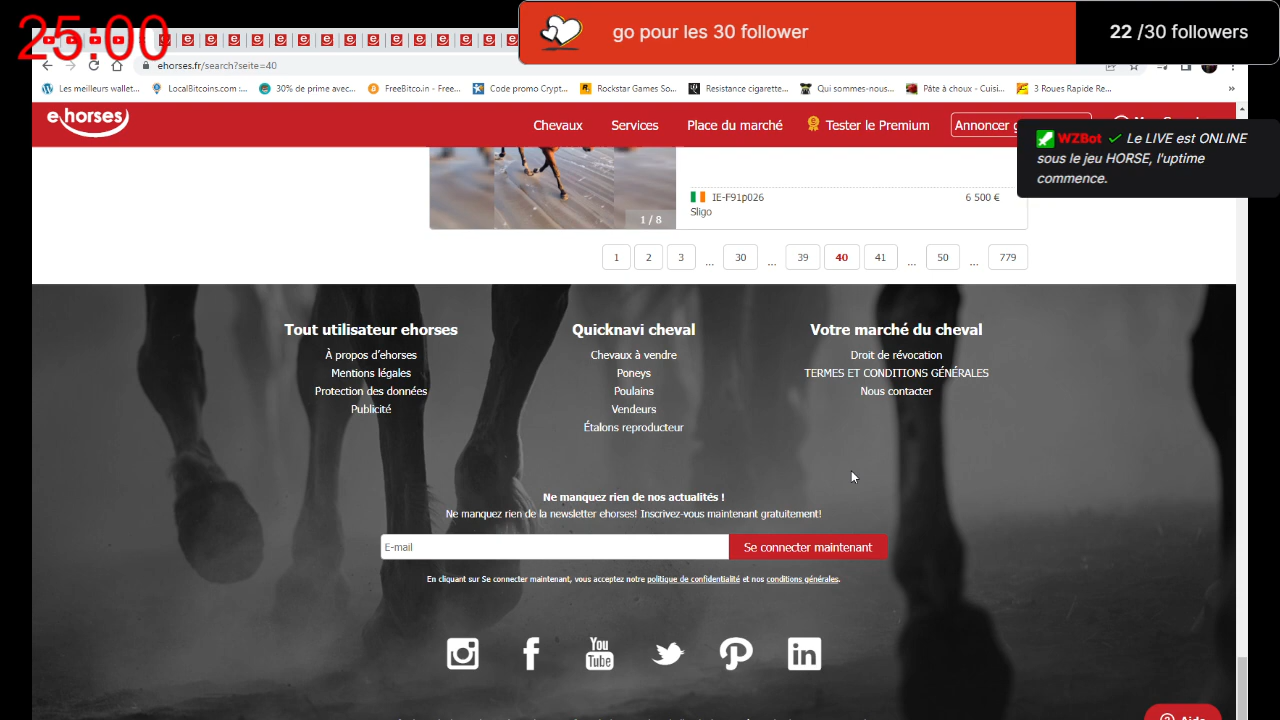 25:00
go pour les 30 follower
22 /30 followers
ehorses.fr/search?seite=40
Les meilleurs wallet...
LocalBitcoins.com :...
30% de prime avec...
FreeBitco.in - Free...
Code promo Crypt...
Rockstar Games So...
Resistance cigarette...
Qui sommes-nous...
Pâte à choux - Cuisi...
3 Roues Rapide Re...
»
ehorses
Chevaux
Services
Place du marché
Tester le Premium
Annoncer
WZBot ✓ Le LIVE est ONLINE
sous le jeu HORSE, l'uptime
commence.
1 / 8
IE-F91p026
6 500 €
Sligo
1 2 3 ... 30 ... 39 40 41 ... 50 ... 779
Tout utilisateur ehorses
À propos d'ehorses
Mentions légales
Protection des données
Publicité
Quicknavi cheval
Chevaux à vendre
Poneys
Poulains
Vendeurs
Étalons reproducteur
Votre marché du cheval
Droit de révocation
TERMES ET CONDITIONS GÉNÉRALES
Nous contacter
Ne manquez rien de nos actualités !
Ne manquez rien de la newsletter ehorses! Inscrivez-vous maintenant gratuitement!
E-mail
Se connecter maintenant
En cliquant sur Se connecter maintenant, vous acceptez notre politique de confidentialité et nos conditions générales.
You
Tube
in